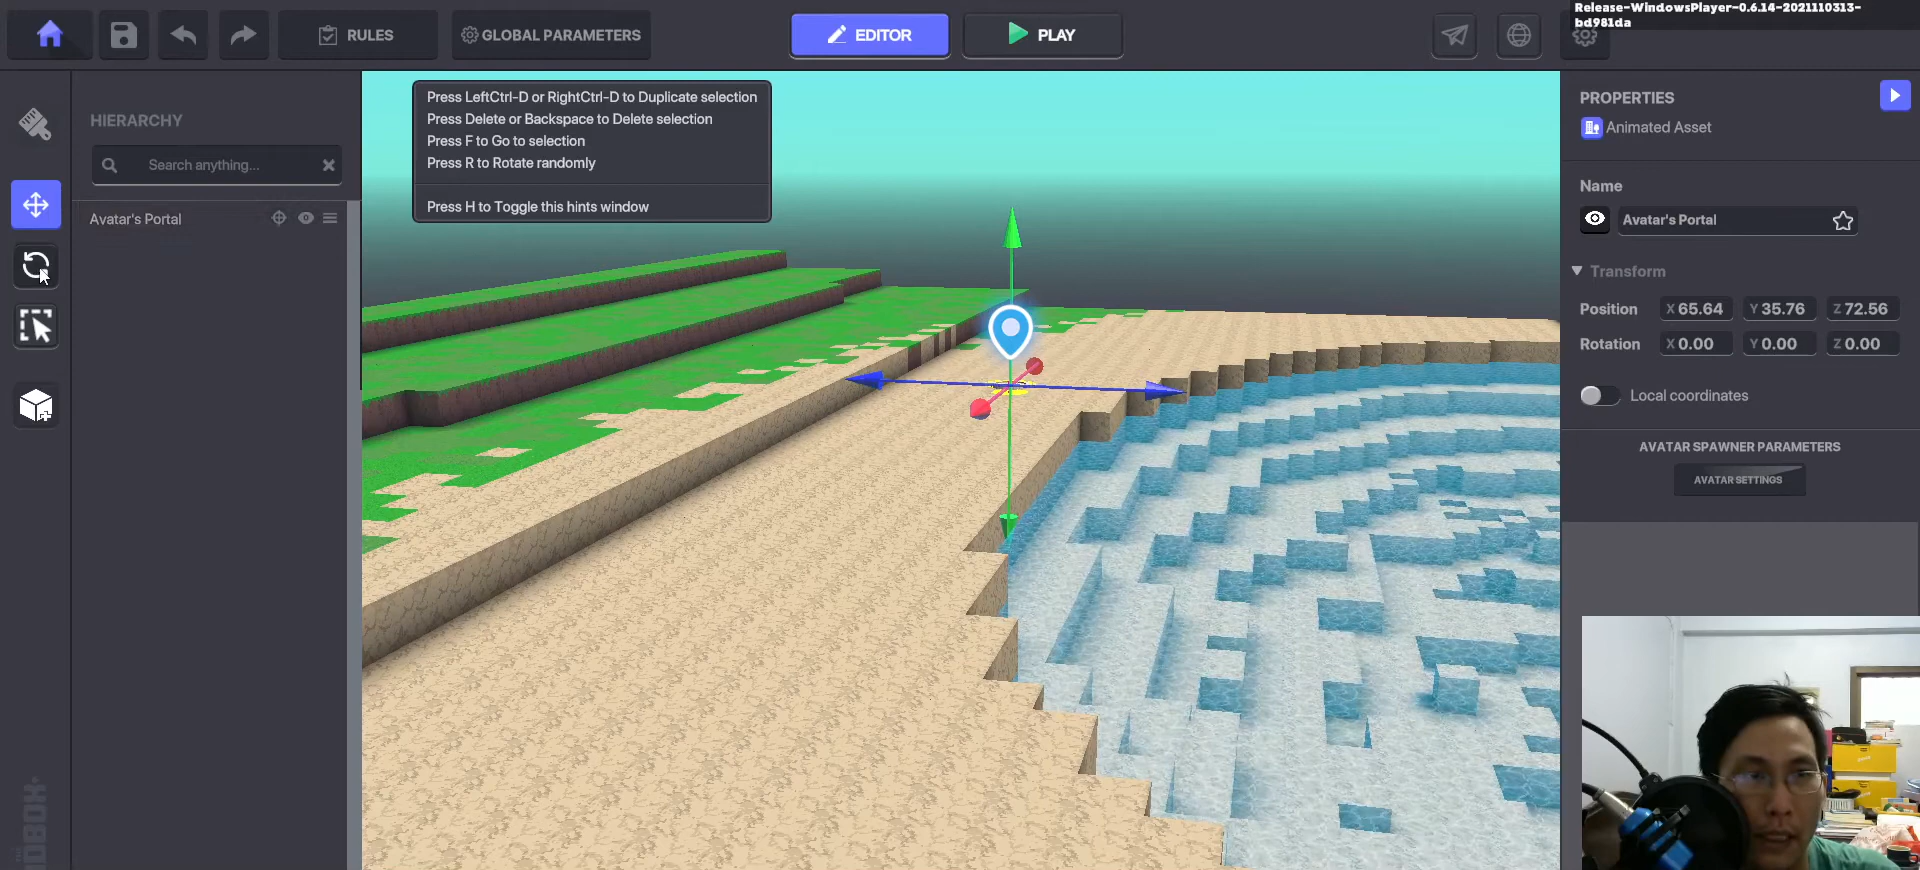 RULES
GLOBAL PARAMETERS
EDITOR
PLAY
Release-WindowsPlayer-0.6.14-2021110313-
bd981da
HIERARCHY
Search anything...
Avatar's Portal
Press LeftCtrl-D or RightCtrl-D to Duplicate selection
Press Delete or Backspace to Delete selection
Press F to Go to selection
Press R to Rotate randomly
Press H to Toggle this hints window
PROPERTIES
Animated Asset
Name
Avatar's Portal
Transform
Position X 65.64 Y 35.76 Z 72.56
Rotation X 0.00 Y 0.00 Z 0.00
Local coordinates
AVATAR SPAWNER PARAMETERS
AVATAR SETTINGS